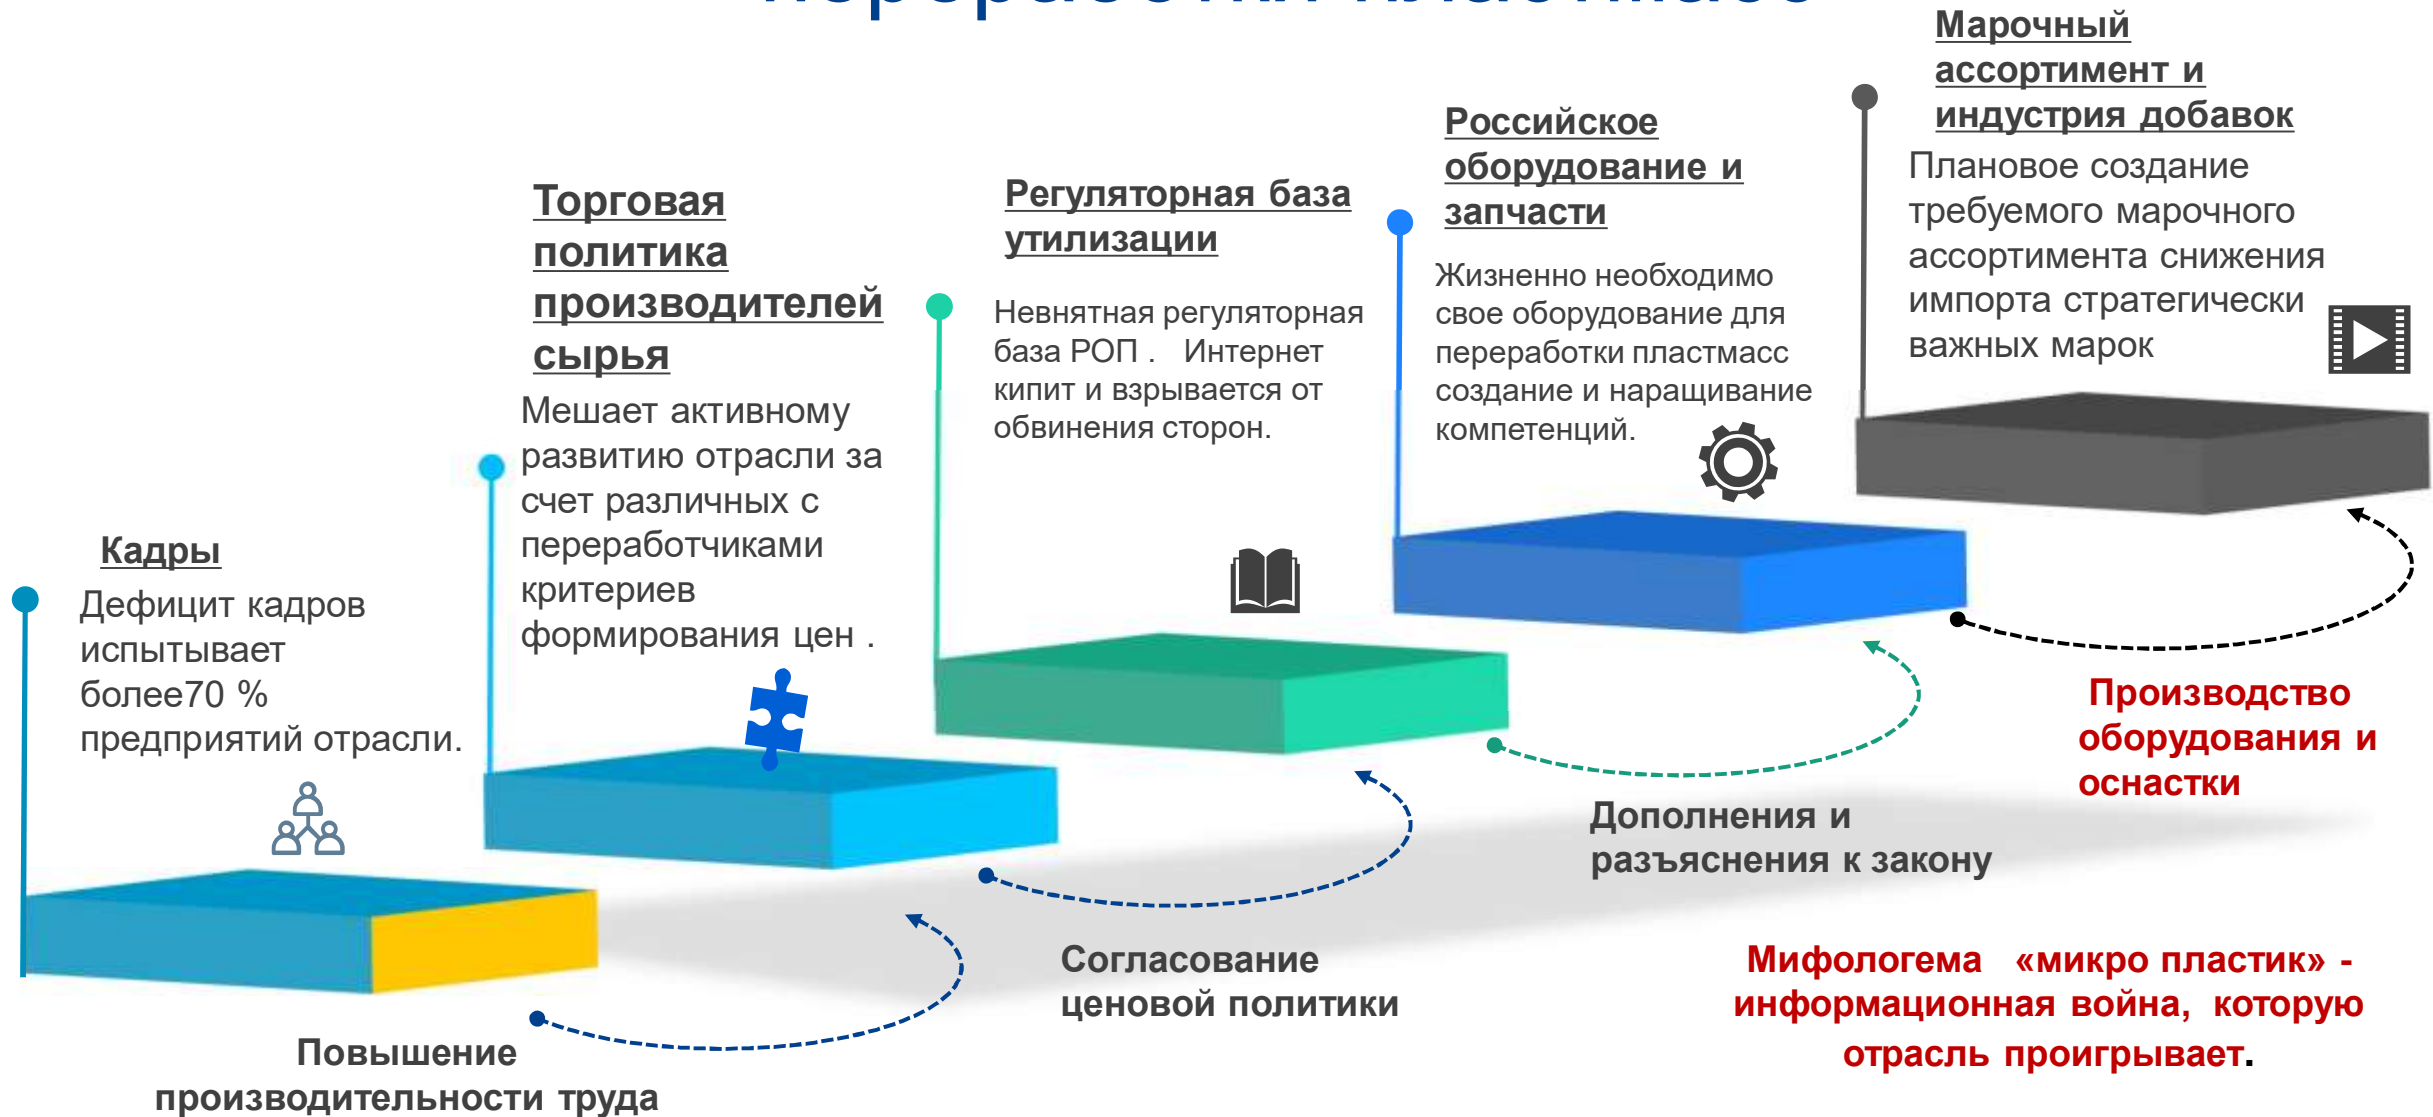 переработки пластмасс
Марочный
ассортимент и
индустрия добавок
Плановое создание
требуемого марочного
ассортимента снижения
импорта стратегически
важных марок
Российское
оборудование и
запчасти
Жизненно необходимо
свое оборудование для
переработки пластмасс
создание и наращивание
компетенций.
Регуляторная база
утилизации
Невнятная регуляторная
база РОП .   Интернет
кипит и взрывается от
обвинения сторон.
Торговая
политика
производителей
сырья
Мешает активному
развитию отрасли за
счет различных с
переработчиками
критериев
формирования цен .
Кадры
Дефицит кадров
испытывает
более70 %
предприятий отрасли.
Производство
оборудования и
оснастки
Дополнения и
разъяснения к закону
Согласование
ценовой политики
Повышение
производительности труда
Мифологема   «микро пластик» -
информационная война,  которую
отрасль проигрывает.